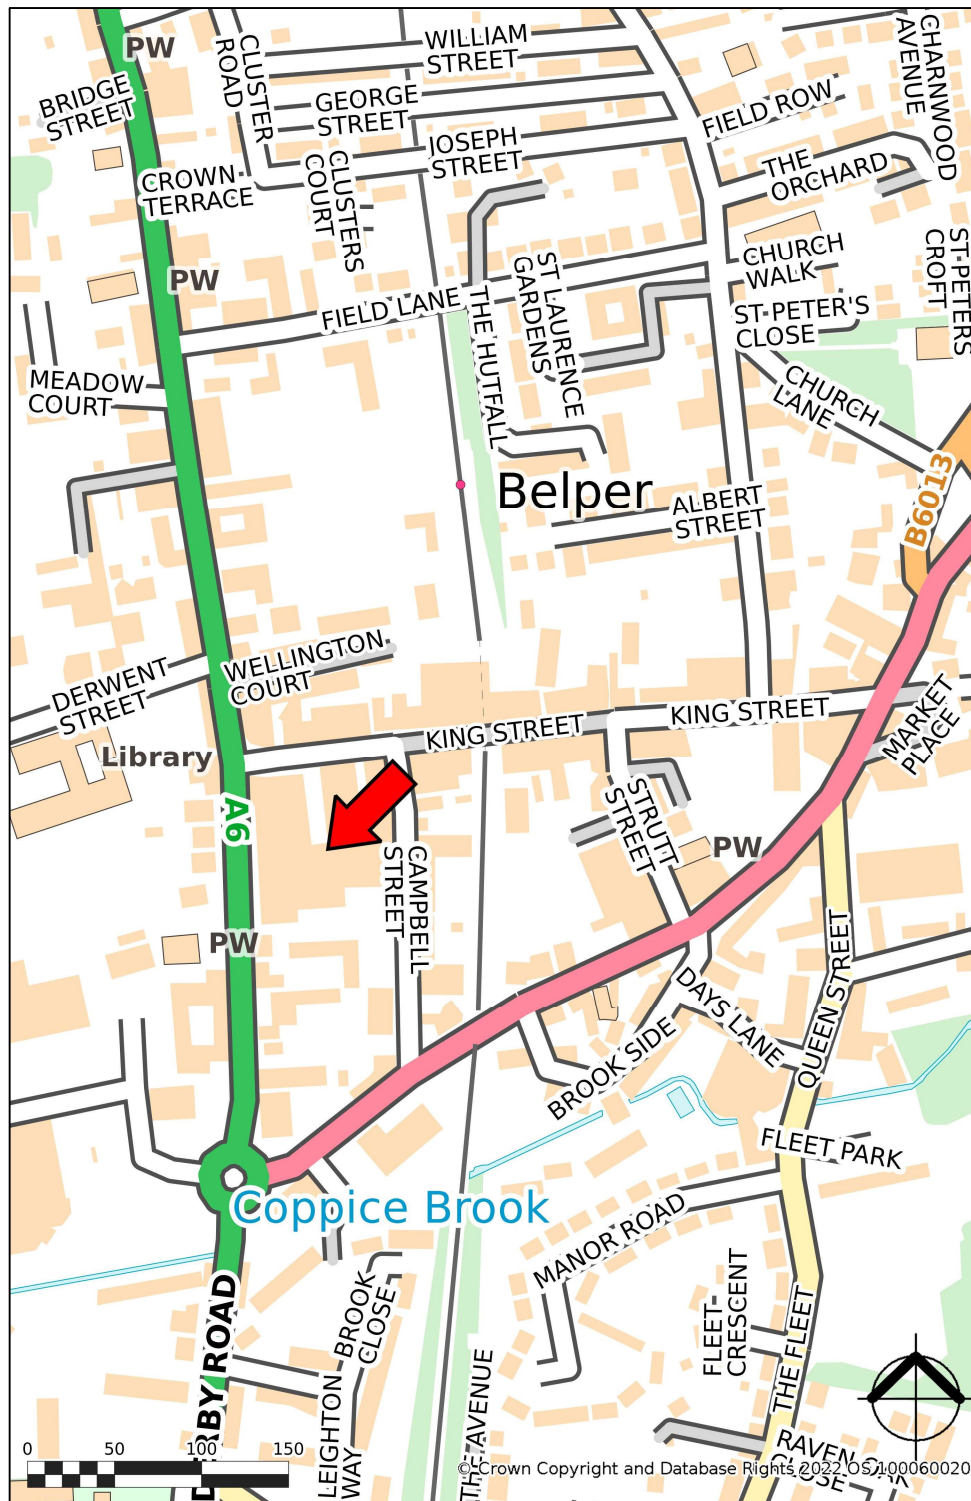 PW
BRIDGE
STREET
CLUSTER
ROAD
WILLIAM
STREET
GEORGE
STREET
JOSEPH
STREET
FIELD ROW
CHARNWOOD
AVENUE
THE
ORCHARD
CROWN
TERRACE
CLUSTERS
COURT
PW
FIELD LANE
ST LAURENCE
GARDENS
THE HUTFALL
CHURCH
WALK
ST PETER'S
CLOSE
ST PETERS
CROFT
MEADOW
COURT
CHURCH
LANE
B6013
Belper
ALBERT
STREET
WELLINGTON
COURT
DERWENT
STREET
Library
KING STREET
KING STREET
MARKET
PLACE
A6
STRUTT
STREET
PW
CAMPBELL
STREET
PW
QUEEN STREET
DAYS LANE
BROOK SIDE
FLEET PARK
Coppice Brook
MANOR ROAD
FLEET
CRESCENT
THE FLEET
BROOK
CLOSE
DERBY ROAD
LEIGHTON
WAY
THE AVENUE
RAVEN OAK
CLOSE
0 50 100 150
© Crown Copyright and Database Rights 2022 OS 100060020